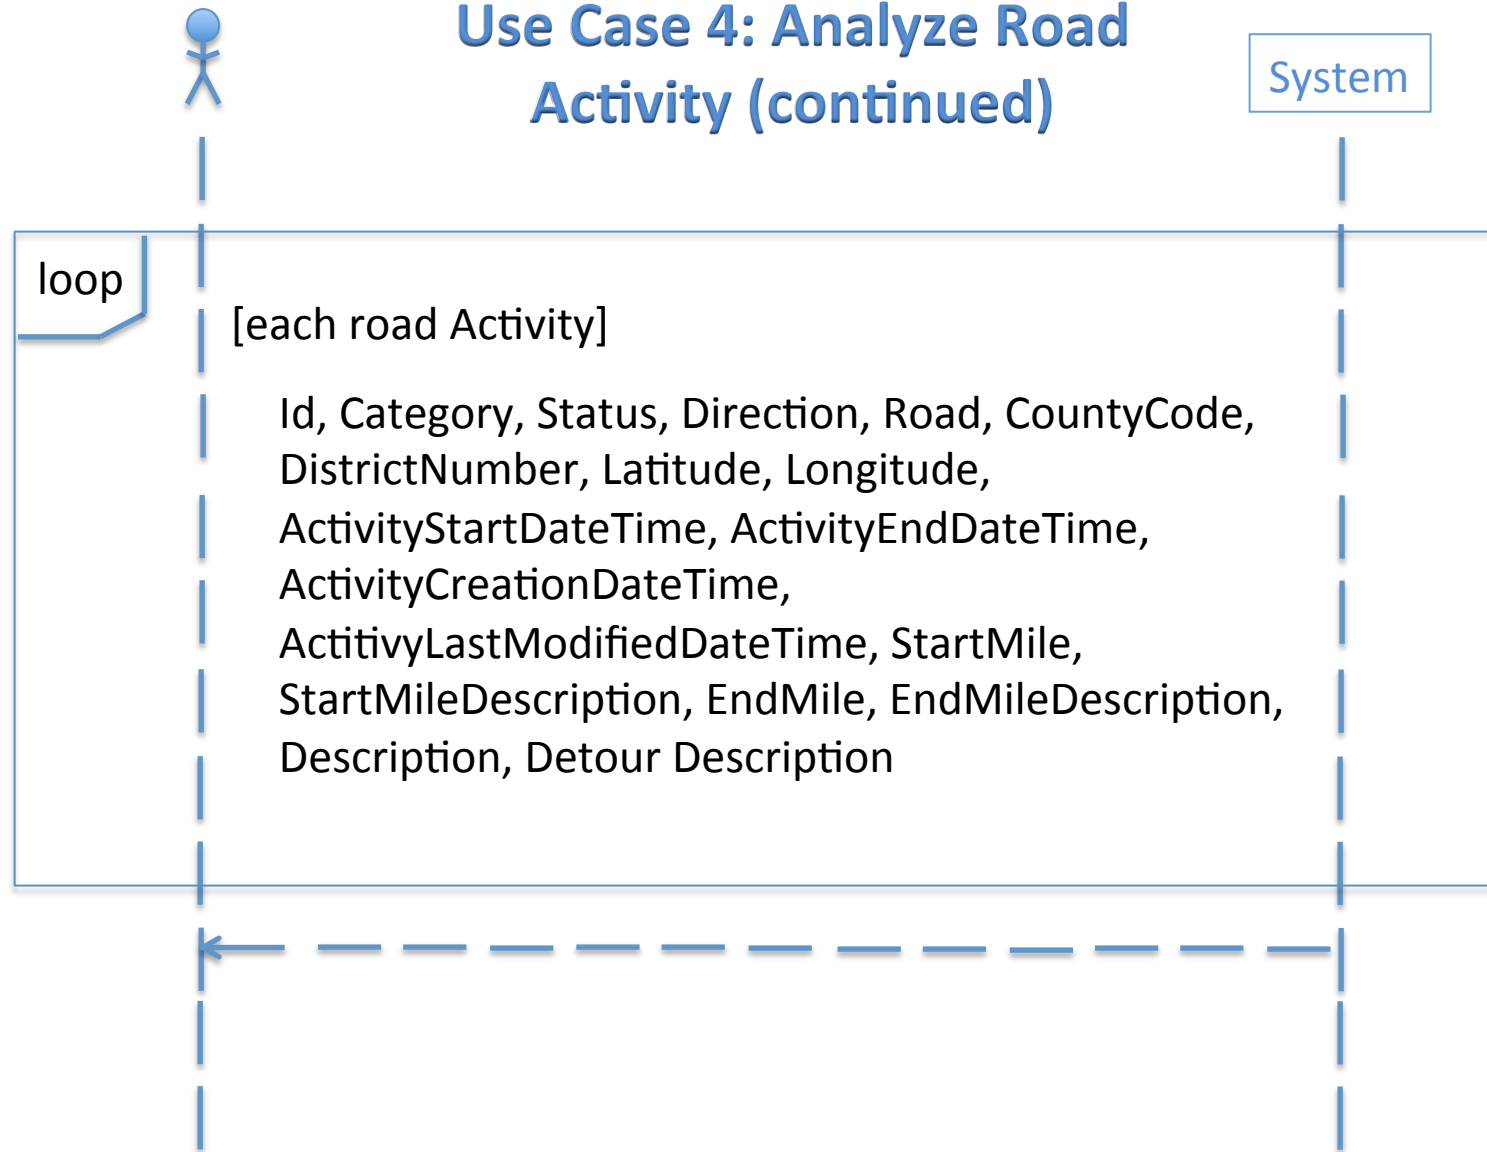 Use Case 4: Analyze Road
Activity (continued)
System
loop
[each road Activity]
Id, Category, Status, Direction, Road, CountyCode,
DistrictNumber, Latitude, Longitude,
ActivityStartDateTime, ActivityEndDateTime,
ActivityCreationDateTime,
ActitivyLastModifiedDateTime, StartMile,
StartMileDescription, EndMile, EndMileDescription,
Description, Detour Description